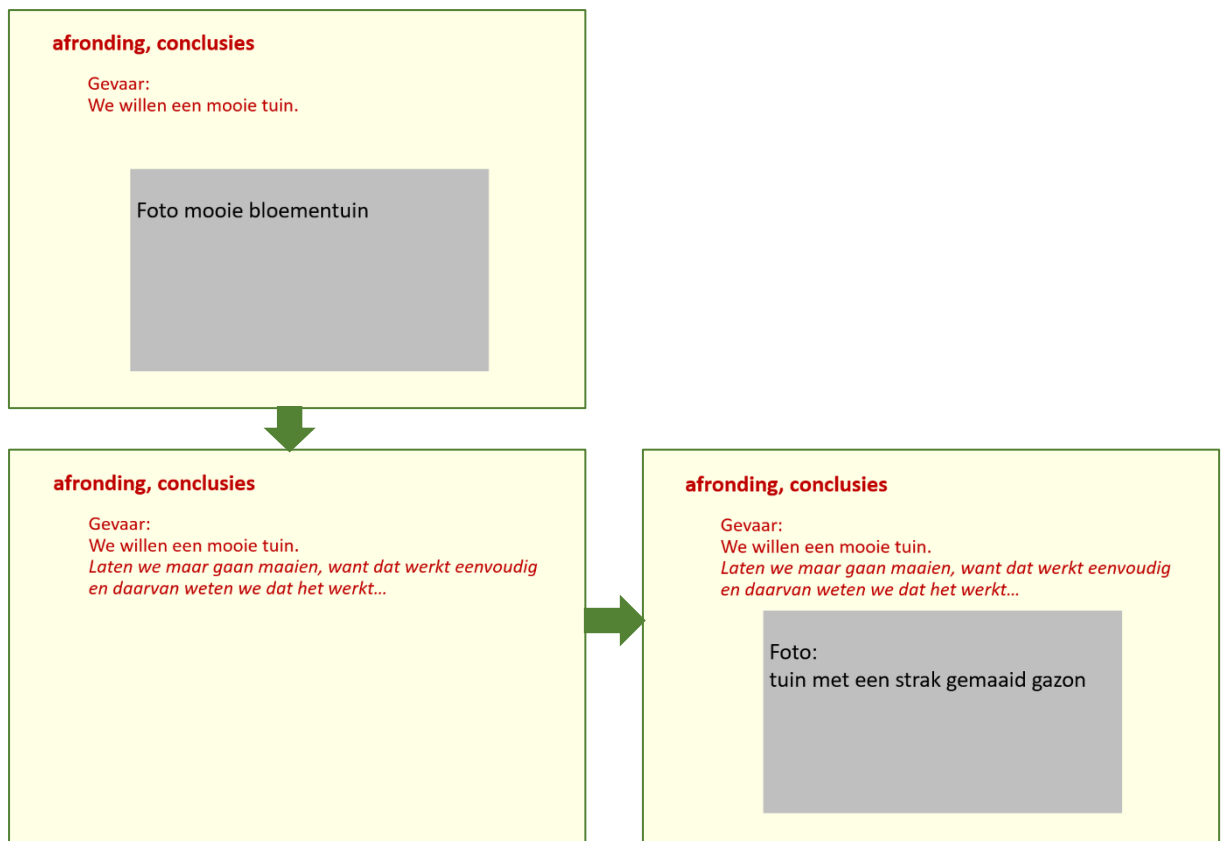 afronding, conclusies
Gevaar:
We willen een mooie tuin.
Foto mooie bloementuin
afronding, conclusies
Gevaar:
We willen een mooie tuin.
Laten we maar gaan maaien, want dat werkt eenvoudig
en daarvan weten we dat het werkt...
afronding, conclusies
Gevaar:
We willen een mooie tuin.
Laten we maar gaan maaien, want dat werkt eenvoudig
en daarvan weten we dat het werkt...
Foto:
tuin met een strak gemaaid gazon